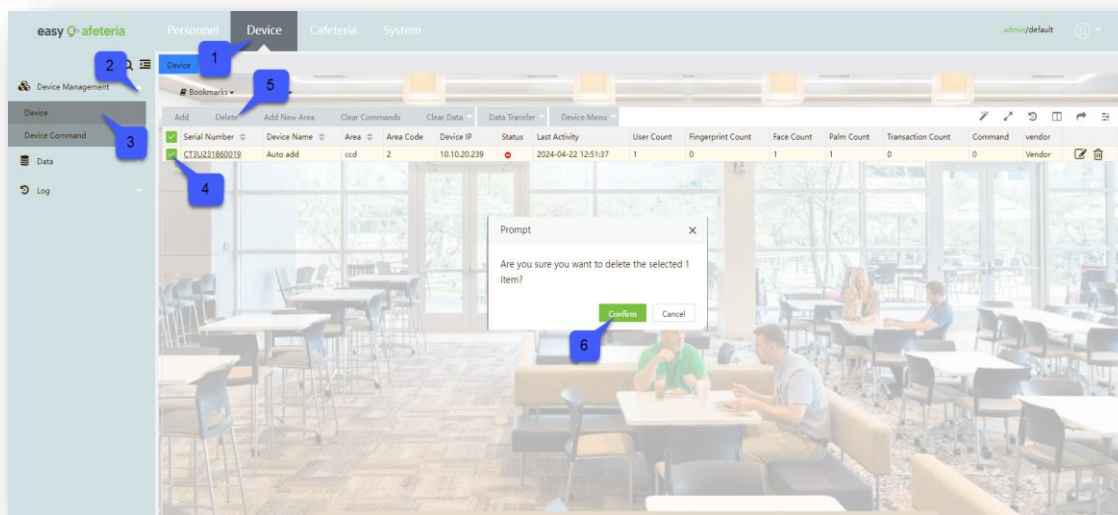 easy Cafeteria
Personnel Device Cafeteria System
admin/default
1
2
Device
Device Management
Bookmarks
5
Device
Add Delete Add New Area Clear Commands Clear Data Data Transfer Device Menu
3
Device Command
Serial Number Device Name Area Area Code Device IP Status Last Activity User Count Fingerprint Count Face Count Palm Count Transaction Count Command vendor
CT3U231860019 Auto add ccd 2 10.10.20.239 2024-04-22 12:51:37 1 0 1 1 0 0 Vendor
Data
4
Log
Prompt
Are you sure you want to delete the selected 1
item?
Confirm Cancel
6